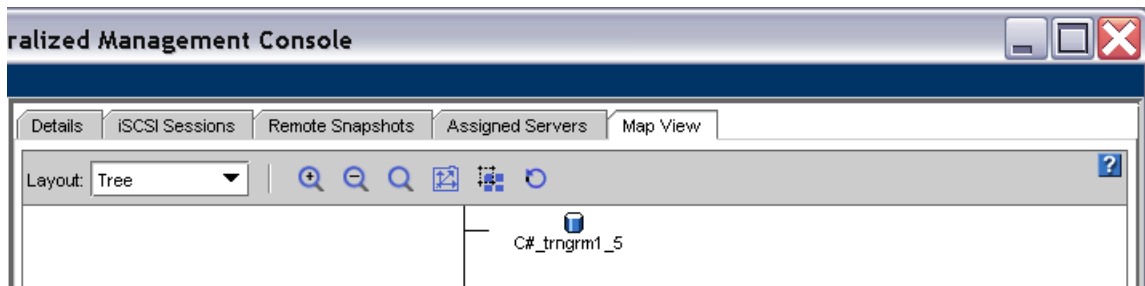 ralized Management Console
Details iSCSI Sessions Remote Snapshots Assigned Servers Map View
Layout: Tree ?
C#_trngrm1_5